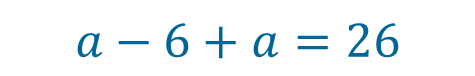 a − 6 + a = 26